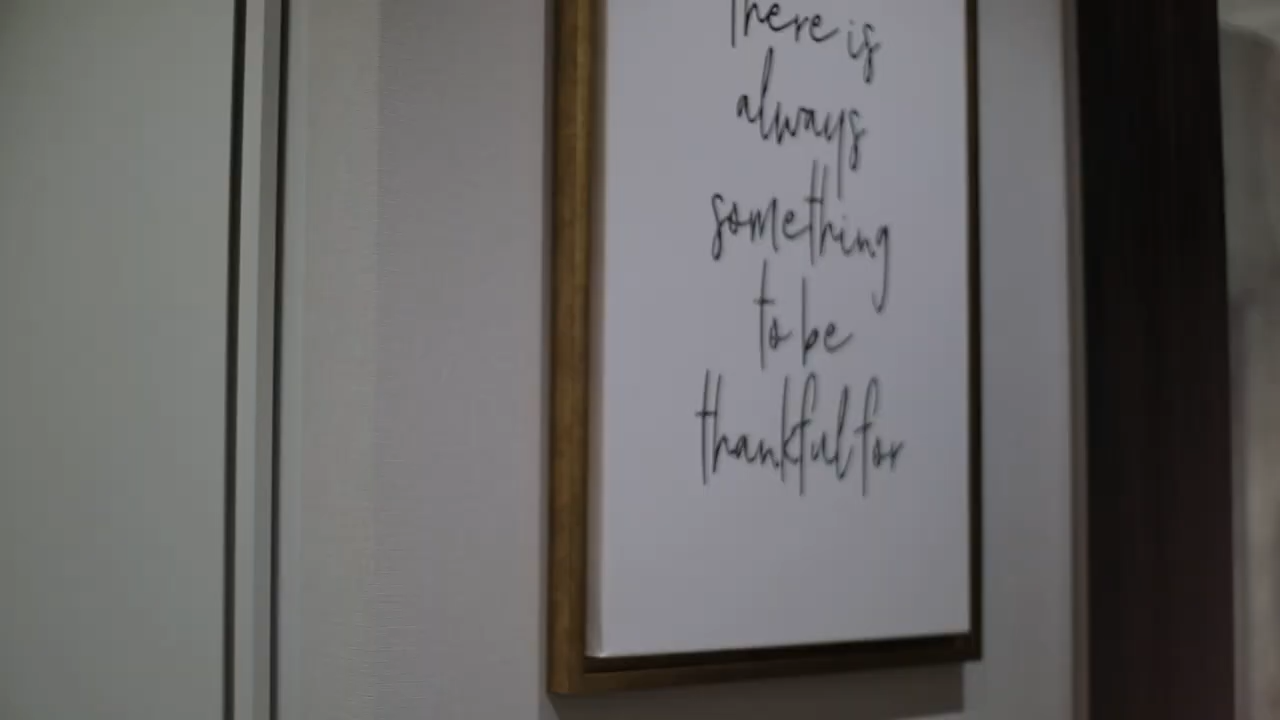 There is
always
something
to be
thankful for